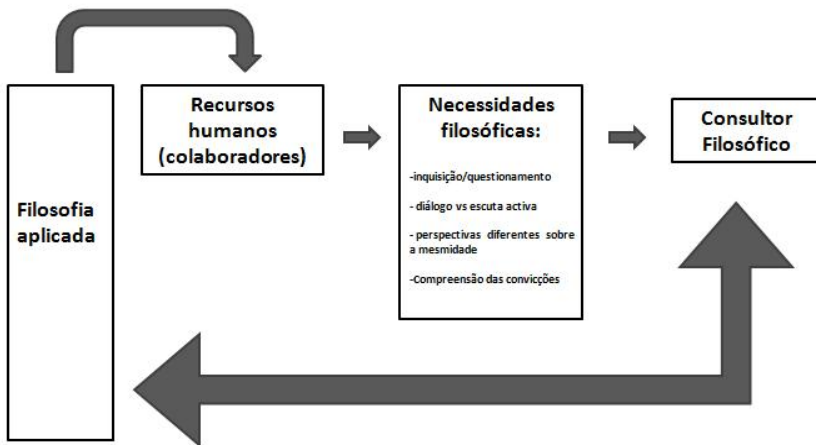 Filosofia
aplicada
Recursos
humanos
(colaboradores)
Necessidades
filosóficas:
-inquisição/questionamento
- diálogo vs escuta activa
- perspectivas diferentes sobre
a mesmidade
-Compreensão das convicções
Consultor
Filosófico